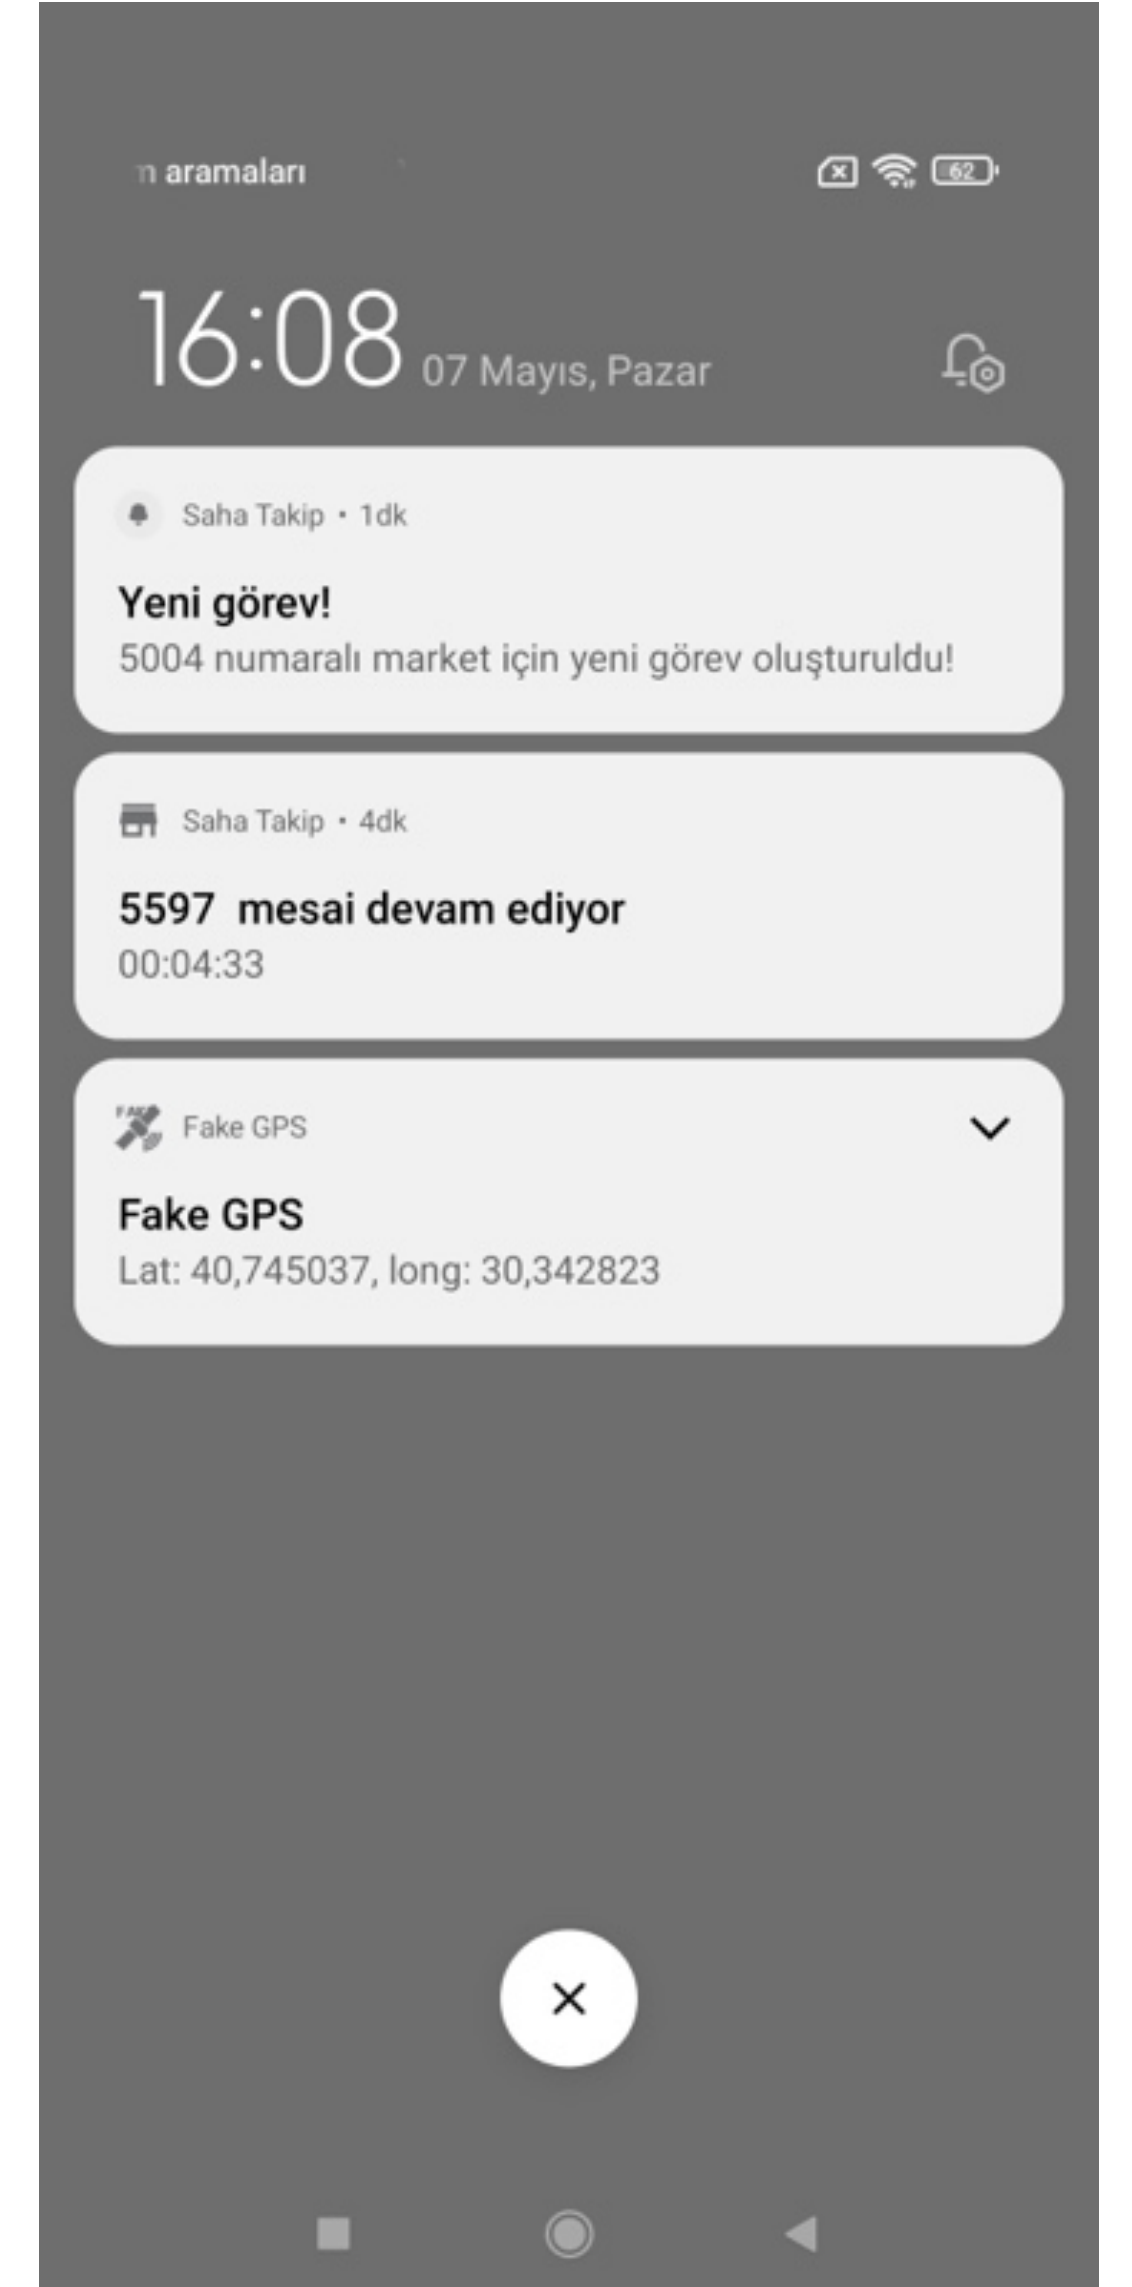 aramaları
62
16:08 07 Mayıs, Pazar
Saha Takip • 1dk
Yeni görev!
5004 numaralı market için yeni görev oluşturuldu!
Saha Takip • 4dk
5597 mesai devam ediyor
00:04:33
FAKE
Fake GPS
Fake GPS
Lat: 40,745037, long: 30,342823